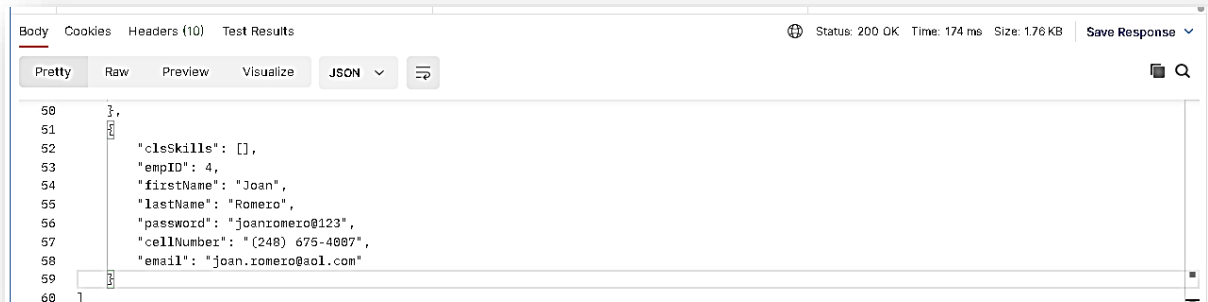 Body Cookies Headers (10) Test Results Status: 200 OK Time: 174 ms Size: 1.76 KB Save Response
Pretty Raw Preview Visualize JSON
50 },
51 {
52 "clsSkills": [],
53 "empID": 4,
54 "firstName": "Joan",
55 "lastName": "Romero",
56 "password": "joanromero@123",
57 "cellNumber": "(248) 675-4007",
58 "email": "joan.romero@aol.com"
59 }
60 ]